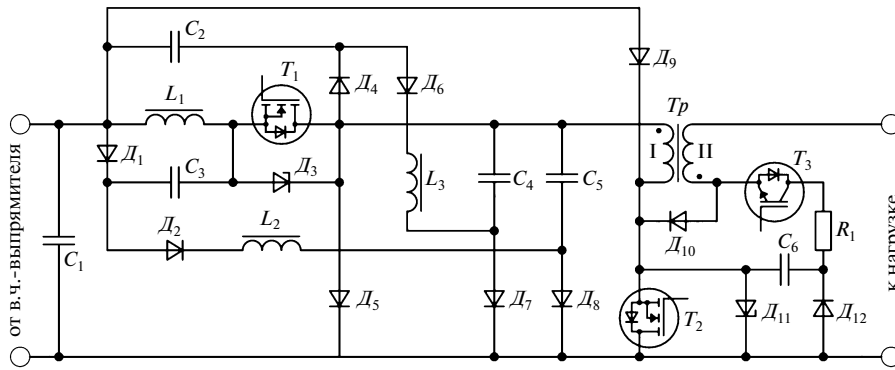 C2
T1
Д4
Д6
Д9
L1
Тр
Д1
I
II
T3
C3
Д3
L3
C4
C5
от в.ч.-выпрямителя
Д2
L2
Д10
C6
R1
к нагрузке
C1
Д5
Д7
Д8
T2
Д11
Д12